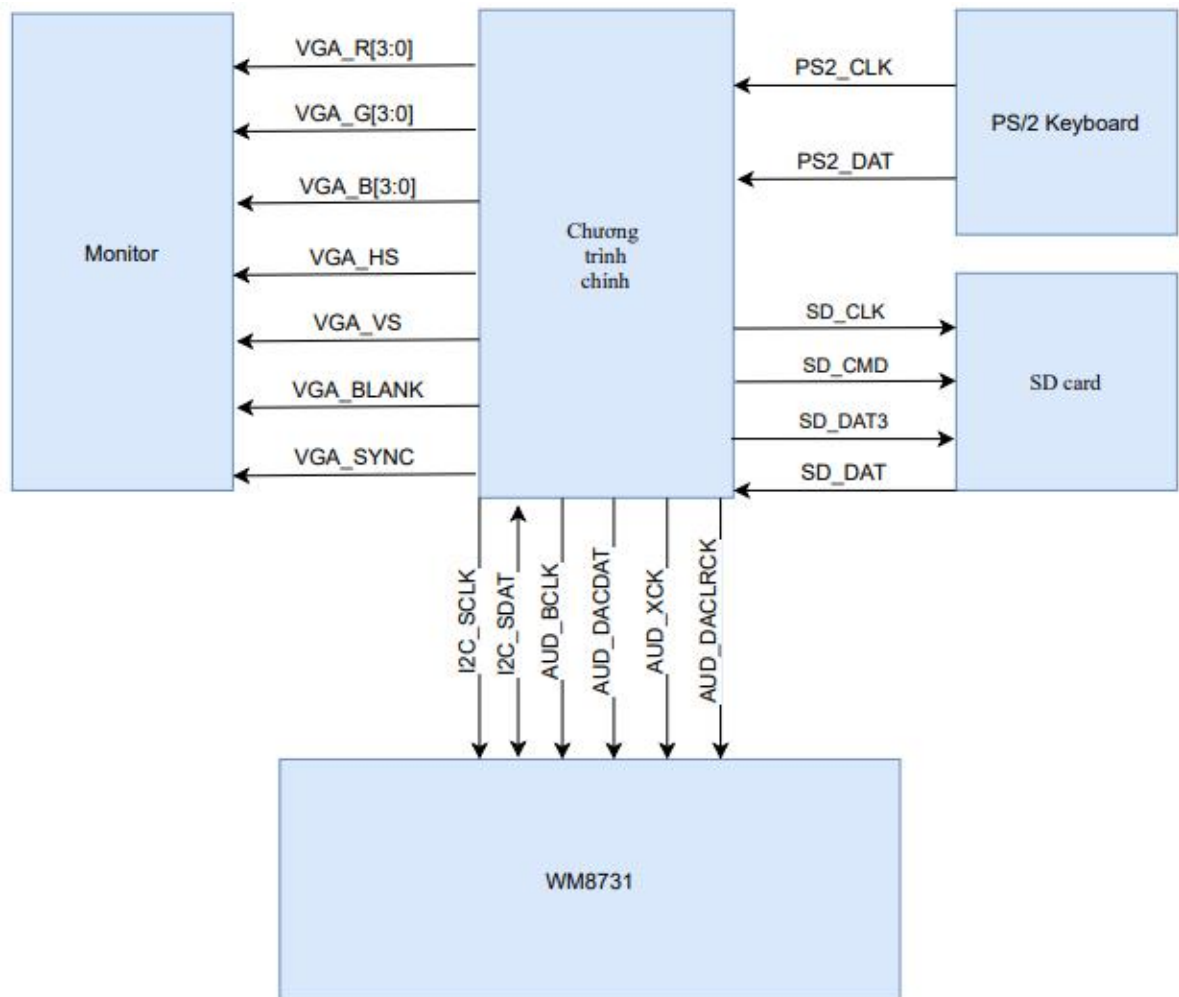 VGA_R[3:0]
VGA_G[3:0]
VGA_B[3:0]
VGA_HS
VGA_VS
VGA_BLANK
VGA_SYNC
Monitor
Chương
trình
chính
PS2_CLK
PS2_DAT
PS/2 Keyboard
SD_CLK
SD_CMD
SD_DAT3
SD_DAT
SD card
I2C_SCLK
I2C_SDAT
AUD_BCLK
AUD_DACDAT
AUD_XCK
AUD_DACLRCK
WM8731